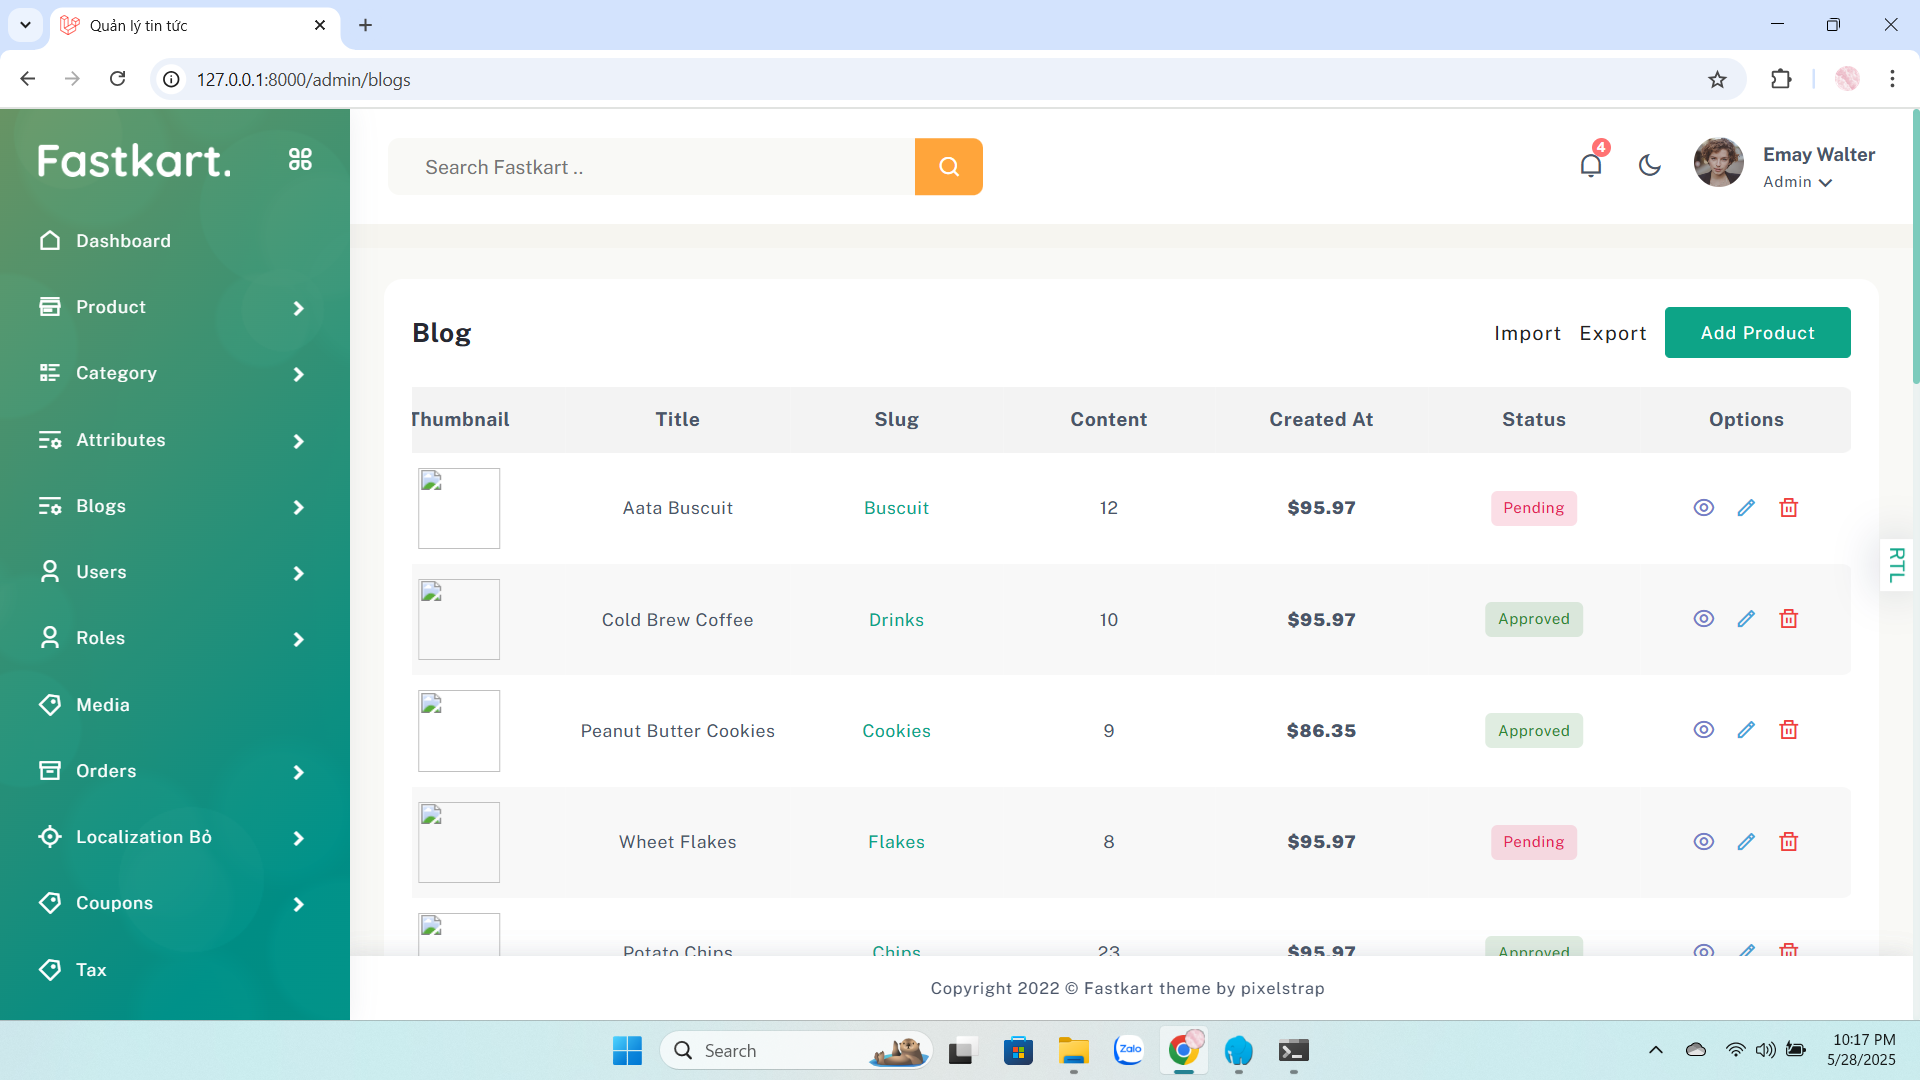 Quản lý tin tức
127.0.0.1:8000/admin/blogs
Fastkart.
Search Fastkart ..
4
Emay Walter
Admin
Dashboard
Product
Category
Attributes
Blogs
Users
Roles
Media
Orders
Localization Bỏ
Coupons
Tax
Blog
Import Export Add Product
Thumbnail Title Slug Content Created At Status Options
Aata Buscuit Buscuit 12 $95.97 Pending
Cold Brew Coffee Drinks 10 $95.97 Approved
Peanut Butter Cookies Cookies 9 $86.35 Approved
Wheet Flakes Flakes 8 $95.97 Pending
Potato Chips Chips 23 $95.97 Approved
RTL
Copyright 2022 © Fastkart theme by pixelstrap
Search
Zalo
10:17 PM
5/28/2025